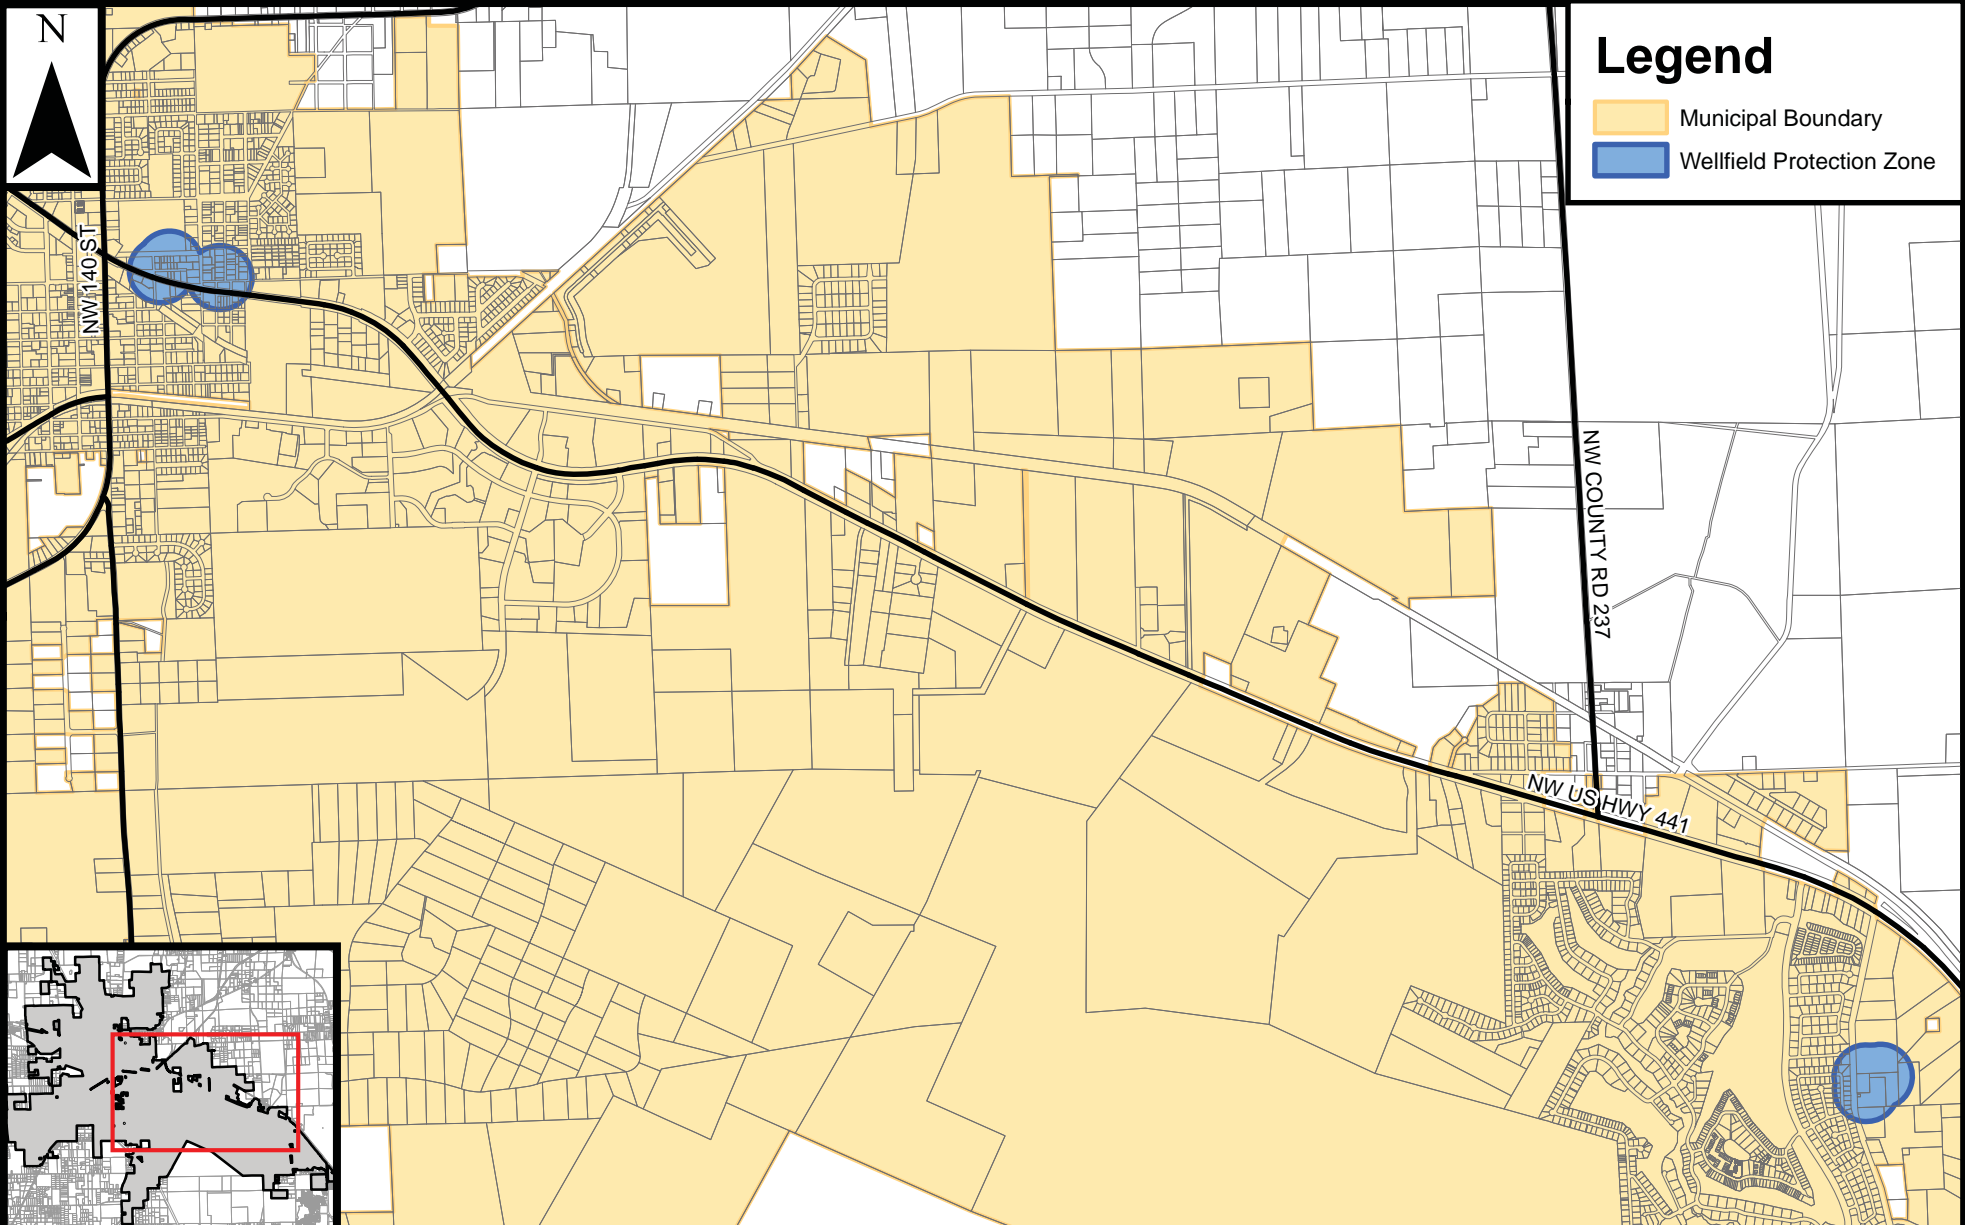 N
Legend
Municipal Boundary
Wellfield Protection Zone
NW 140 ST
NW COUNTY RD 237
NW US HWY 441